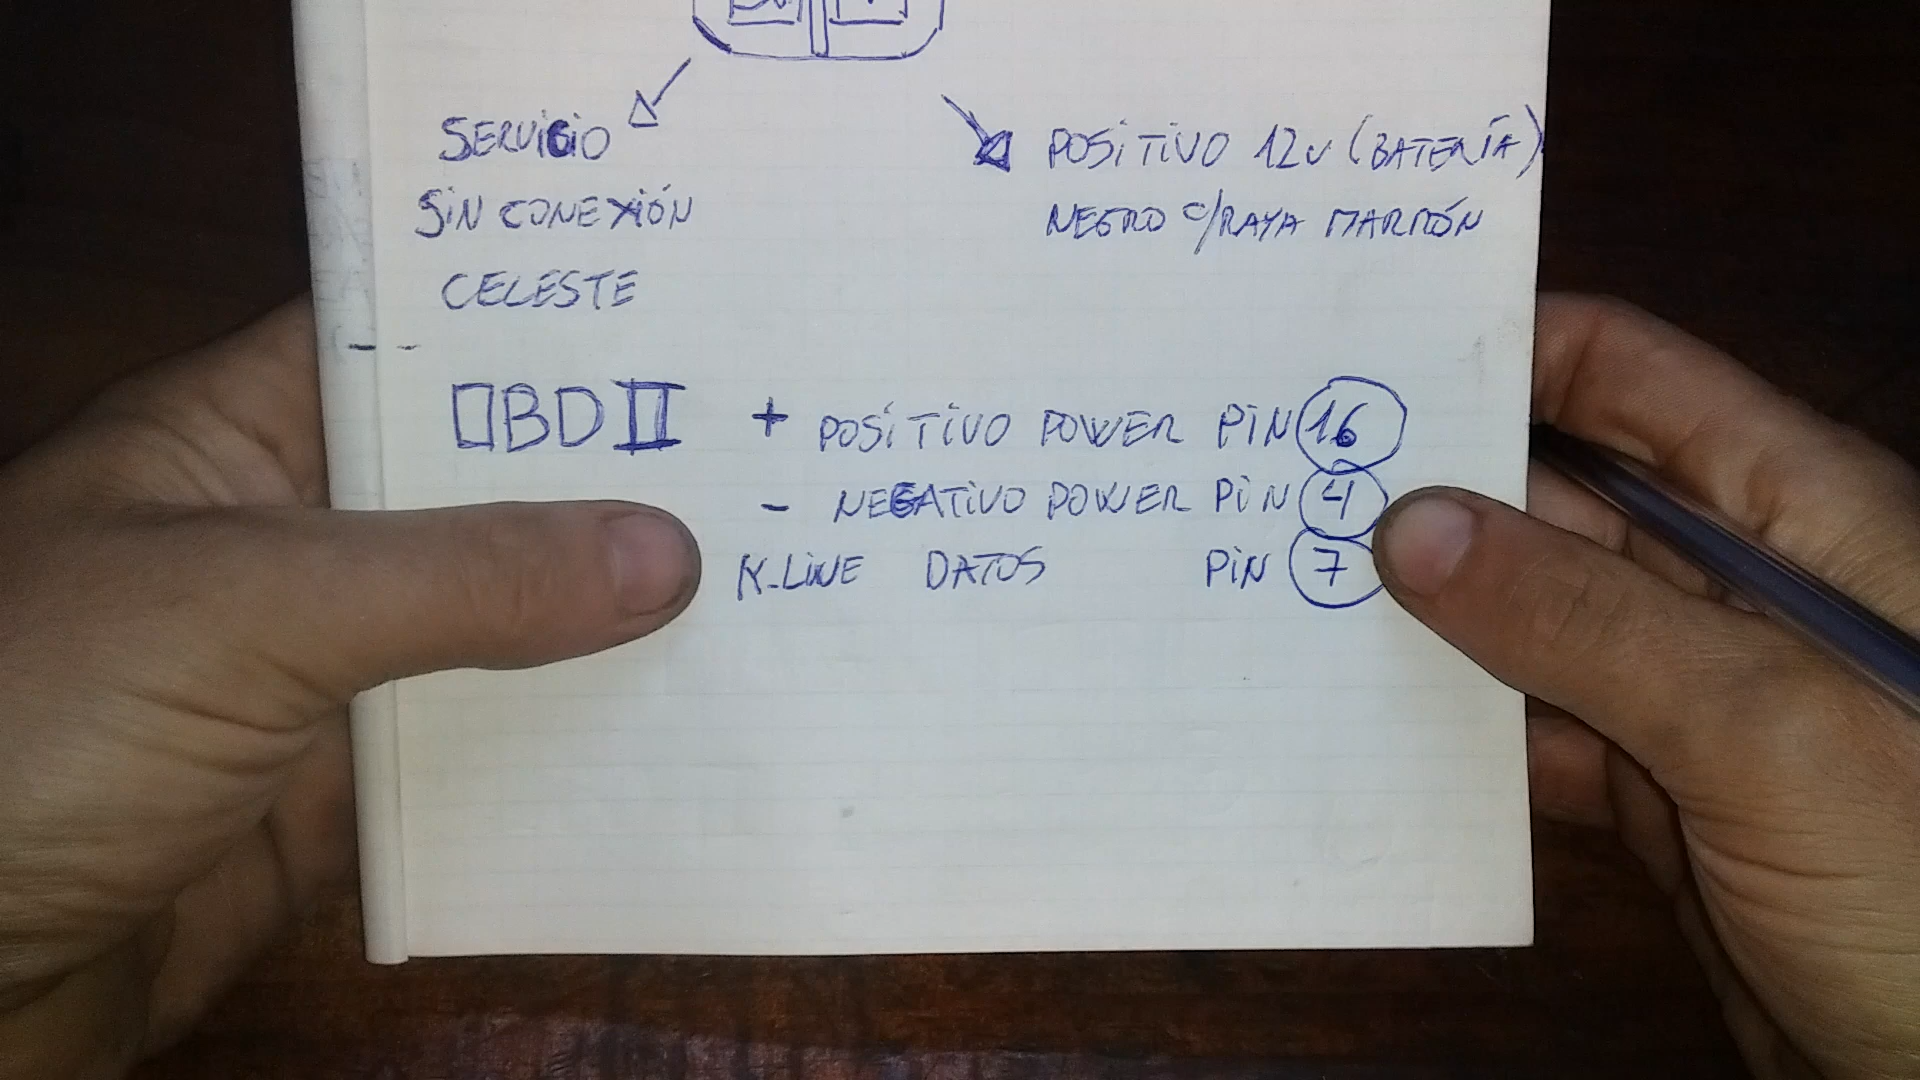 SERVICIO
SIN CONEXIÓN
CELESTE
POSITIVO 12V (BATERÍA)
NEGRO C/RAYA MARRÓN
OBD II
+ POSITIVO POWER PIN 16
- NEGATIVO POWER PIN 4
K-LINE DATOS PIN 7